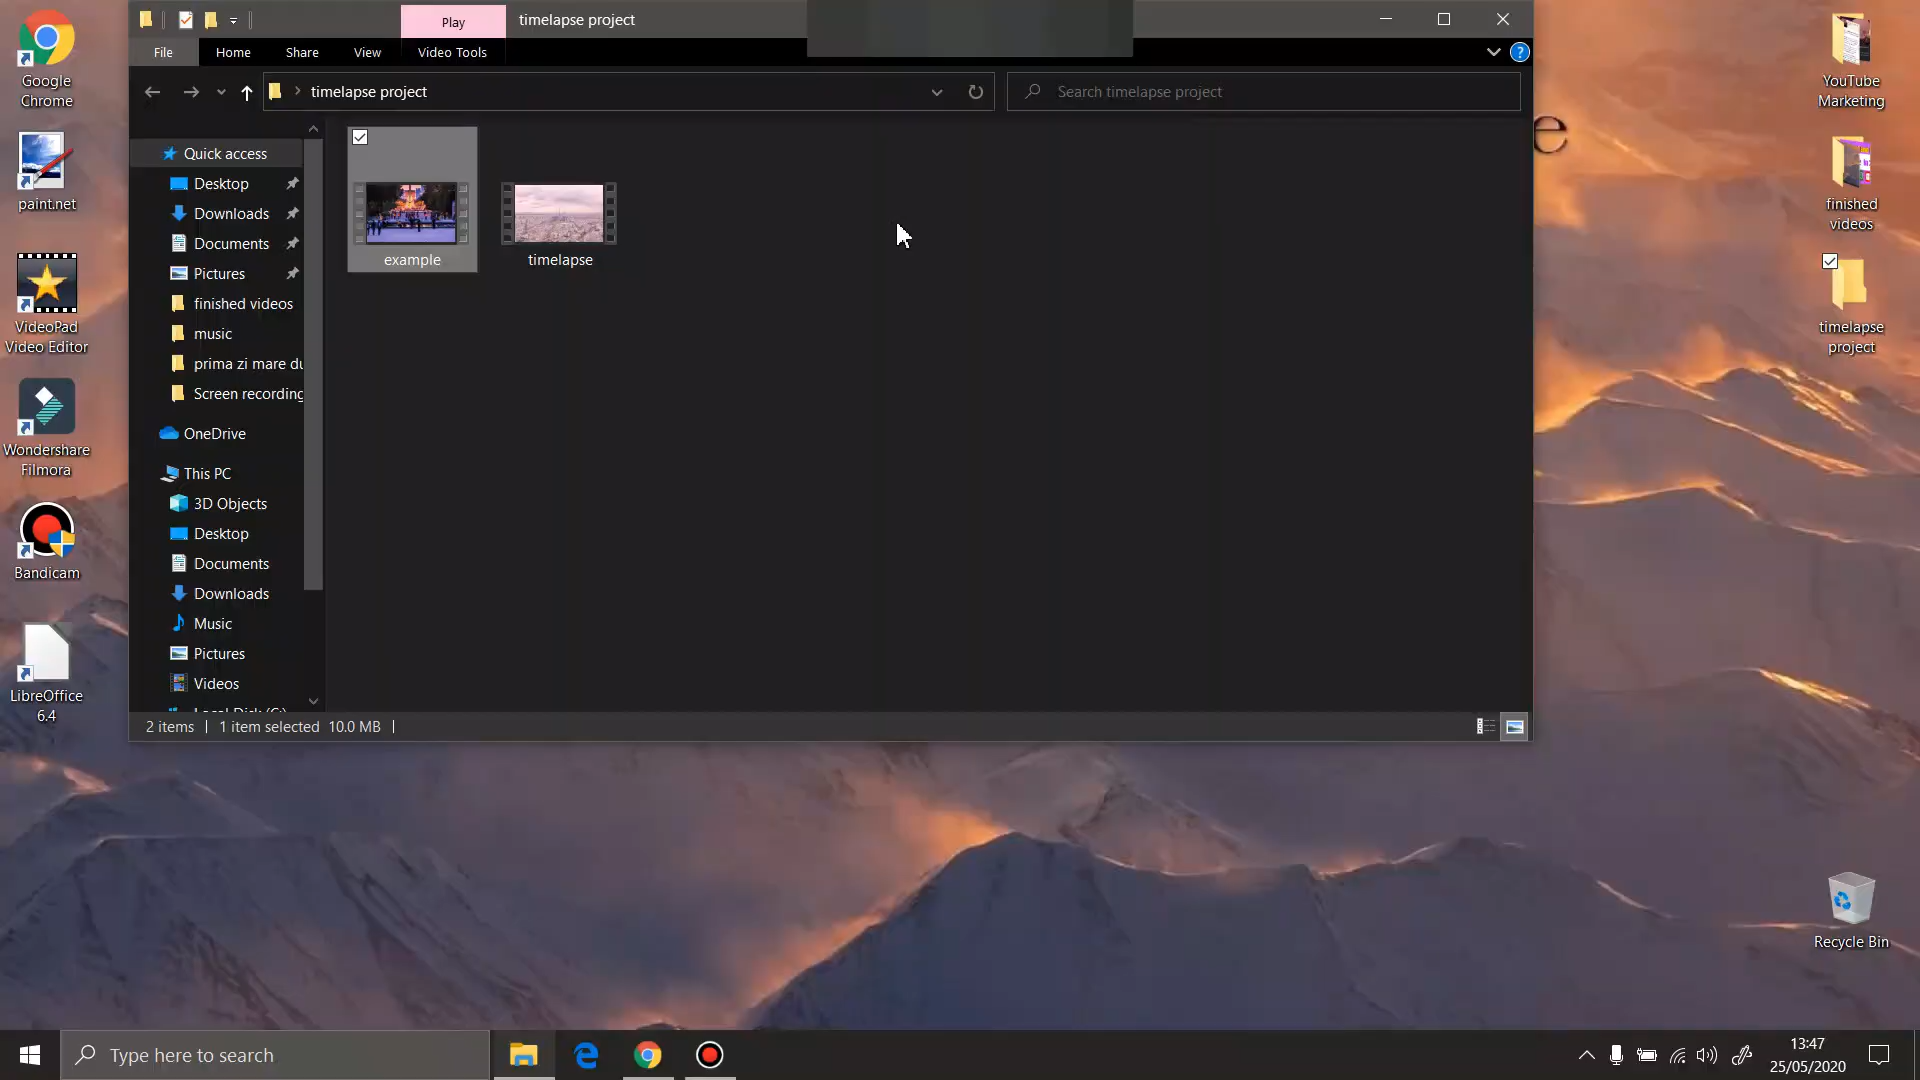 Play
timelapse project
File
Home
Share
View
Video Tools
timelapse project
Search timelapse project
Quick access
Desktop
Downloads
Documents
Pictures
finished videos
music
prima zi mare du
Screen recording
OneDrive
This PC
3D Objects
Desktop
Documents
Downloads
Music
Pictures
Videos
Local Disk (C:)
example
timelapse
2 items
1 item selected 10.0 MB
Google
Chrome
paint.net
VideoPad
Video Editor
Wondershare
Filmora
Bandicam
LibreOffice
6.4
e
YouTube
Marketing
finished
videos
timelapse
project
Recycle Bin
Type here to search
13:47
25/05/2020